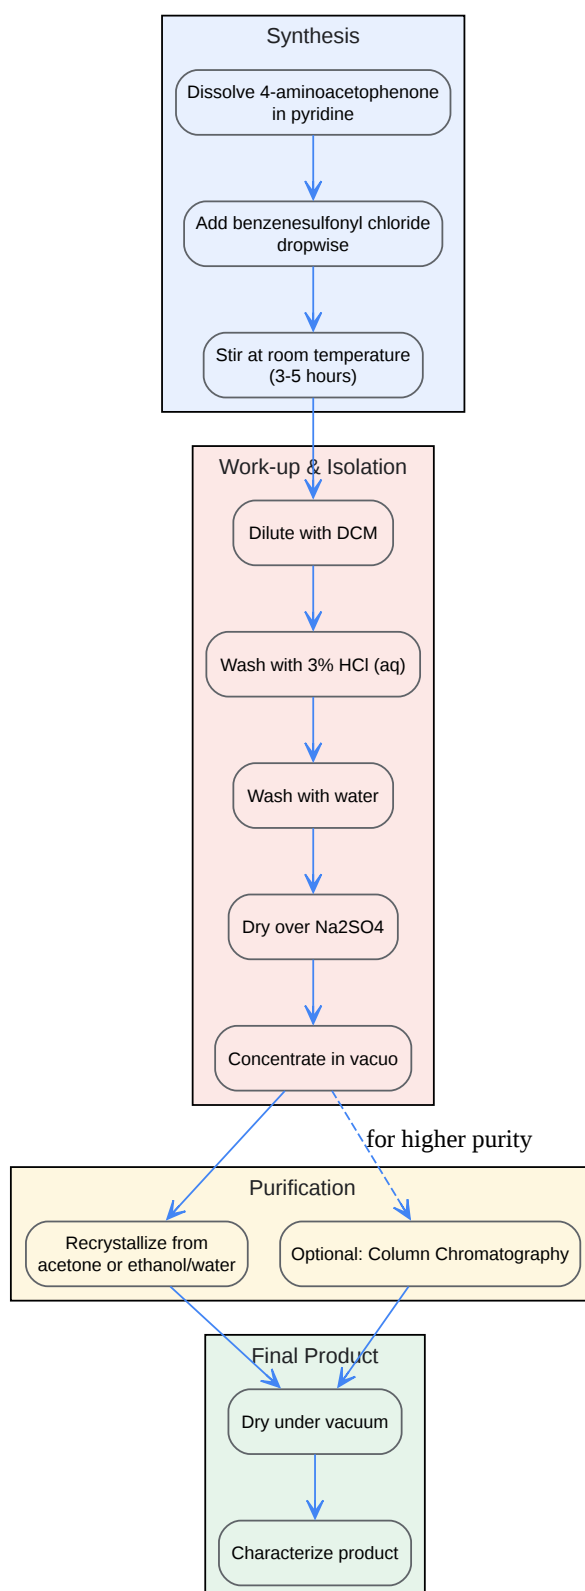 Synthesis
Dissolve 4-aminoacetophenone
in pyridine
Add benzenesulfonyl chloride
dropwise
Stir at room temperature
(3-5 hours)
Work-up & Isolation
Dilute with DCM
Wash with 3% HCl (aq)
Wash with water
Dry over Na2SO4
Concentrate in vacuo
for higher purity
Purification
Recrystallize from
acetone or ethanol/water
Optional: Column Chromatography
Final Product
Dry under vacuum
Characterize product